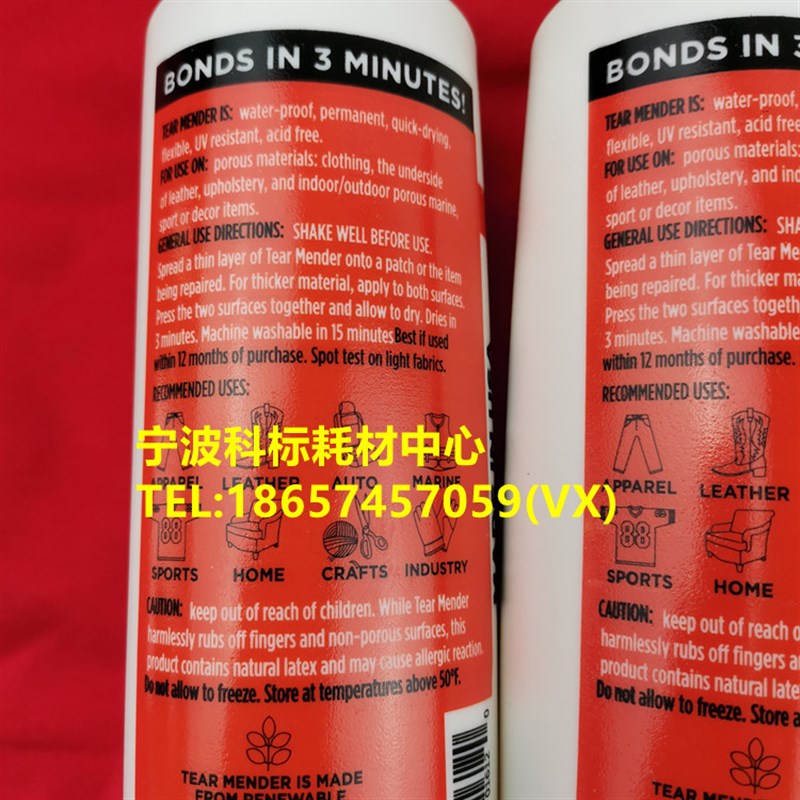 BONDS IN 3 MINUTES!
TEAR MENDER IS: water-proof, permanent, quick-drying,
flexible, UV resistant, acid free.
FOR USE ON: porous materials: clothing, the underside
of leather, upholstery, and indoor/outdoor porous marine,
sport or decor items.
GENERAL USE DIRECTIONS: SHAKE WELL BEFORE USE.
Spread a thin layer of Tear Mender onto a patch or the item
being repaired. For thicker material, apply to both surfaces.
Press the two surfaces together and allow to dry. Dries in
3 minutes. Machine washable in 15 minutes Best if used
within 12 months of purchase. Spot test on light fabrics.
RECOMMENDED USES:
宁波科标耗材中心
APPAREL LEATHER AUTO MARINE
TEL:18657457059(VX)
88
SPORTS HOME CRAFTS INDUSTRY
CAUTION: keep out of reach of children. While Tear Mender
harmlessly rubs off fingers and non-porous surfaces, this
product contains natural latex and may cause allergic reaction.
Do not allow to freeze. Store at temperatures above 50°F.
TEAR MENDER IS MADE
FROM RENEWABLE
BONDS IN 3
TEAR MENDER IS: water-proof,
flexible, UV resistant, acid free
FOR USE ON: porous materials:
of leather, upholstery, and
sport or decor items.
GENERAL USE DIRECTIONS:
Spread a thin layer of Tear
being repaired. For thicker
Press the two surfaces
3 minutes. Machine washable
within 12 months of purchase.
RECOMMENDED USES:
APPAREL LEATHER
88
SPORTS HOME
CAUTION: keep out of reach
harmlessly rubs off fingers
product contains natural
Do not allow to freeze. Store
TEAR MENDER IS